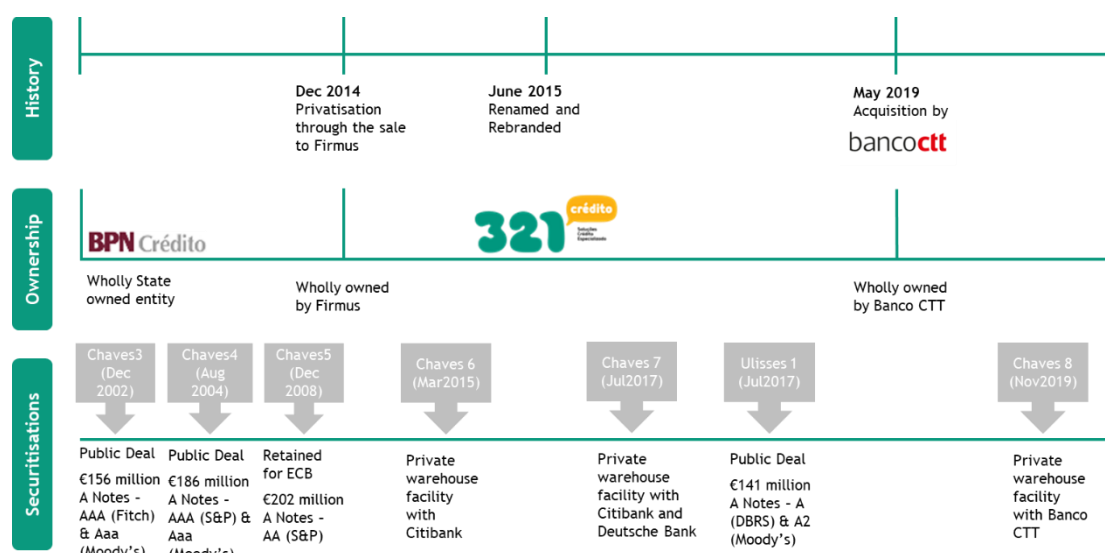 History
Dec 2014
Privatisation
through the sale
to Firmus
June 2015
Renamed and
Rebranded
May 2019
Acquisition by
bancoctt
Ownership
BPN Crédito
Wholly State
owned entity
Wholly owned
by Firmus
321
crédito
Soluções
Crédito
Especializado
Wholly owned
by Banco CTT
Securitisations
Chaves3
(Dec
2002)
Public Deal
€156 million
A Notes -
AAA (Fitch)
& Aaa
(Moody's)
Chaves4
(Aug
2004)
Public Deal
€186 million
A Notes -
AAA (S&P) &
Aaa
(Moody's)
Chaves5
(Dec
2008)
Retained
for ECB
€202 million
A Notes -
AA (S&P)
Chaves 6
(Mar2015)
Private
warehouse
facility
with
Citibank
Chaves 7
(Jul2017)
Private
warehouse
facility with
Citibank and
Deutsche Bank
Ulisses 1
(Jul2017)
Public Deal
€141 million
A Notes - A
(DBRS) & A2
(Moody's)
Chaves 8
(Nov2019)
Private
warehouse
facility
with Banco
CTT